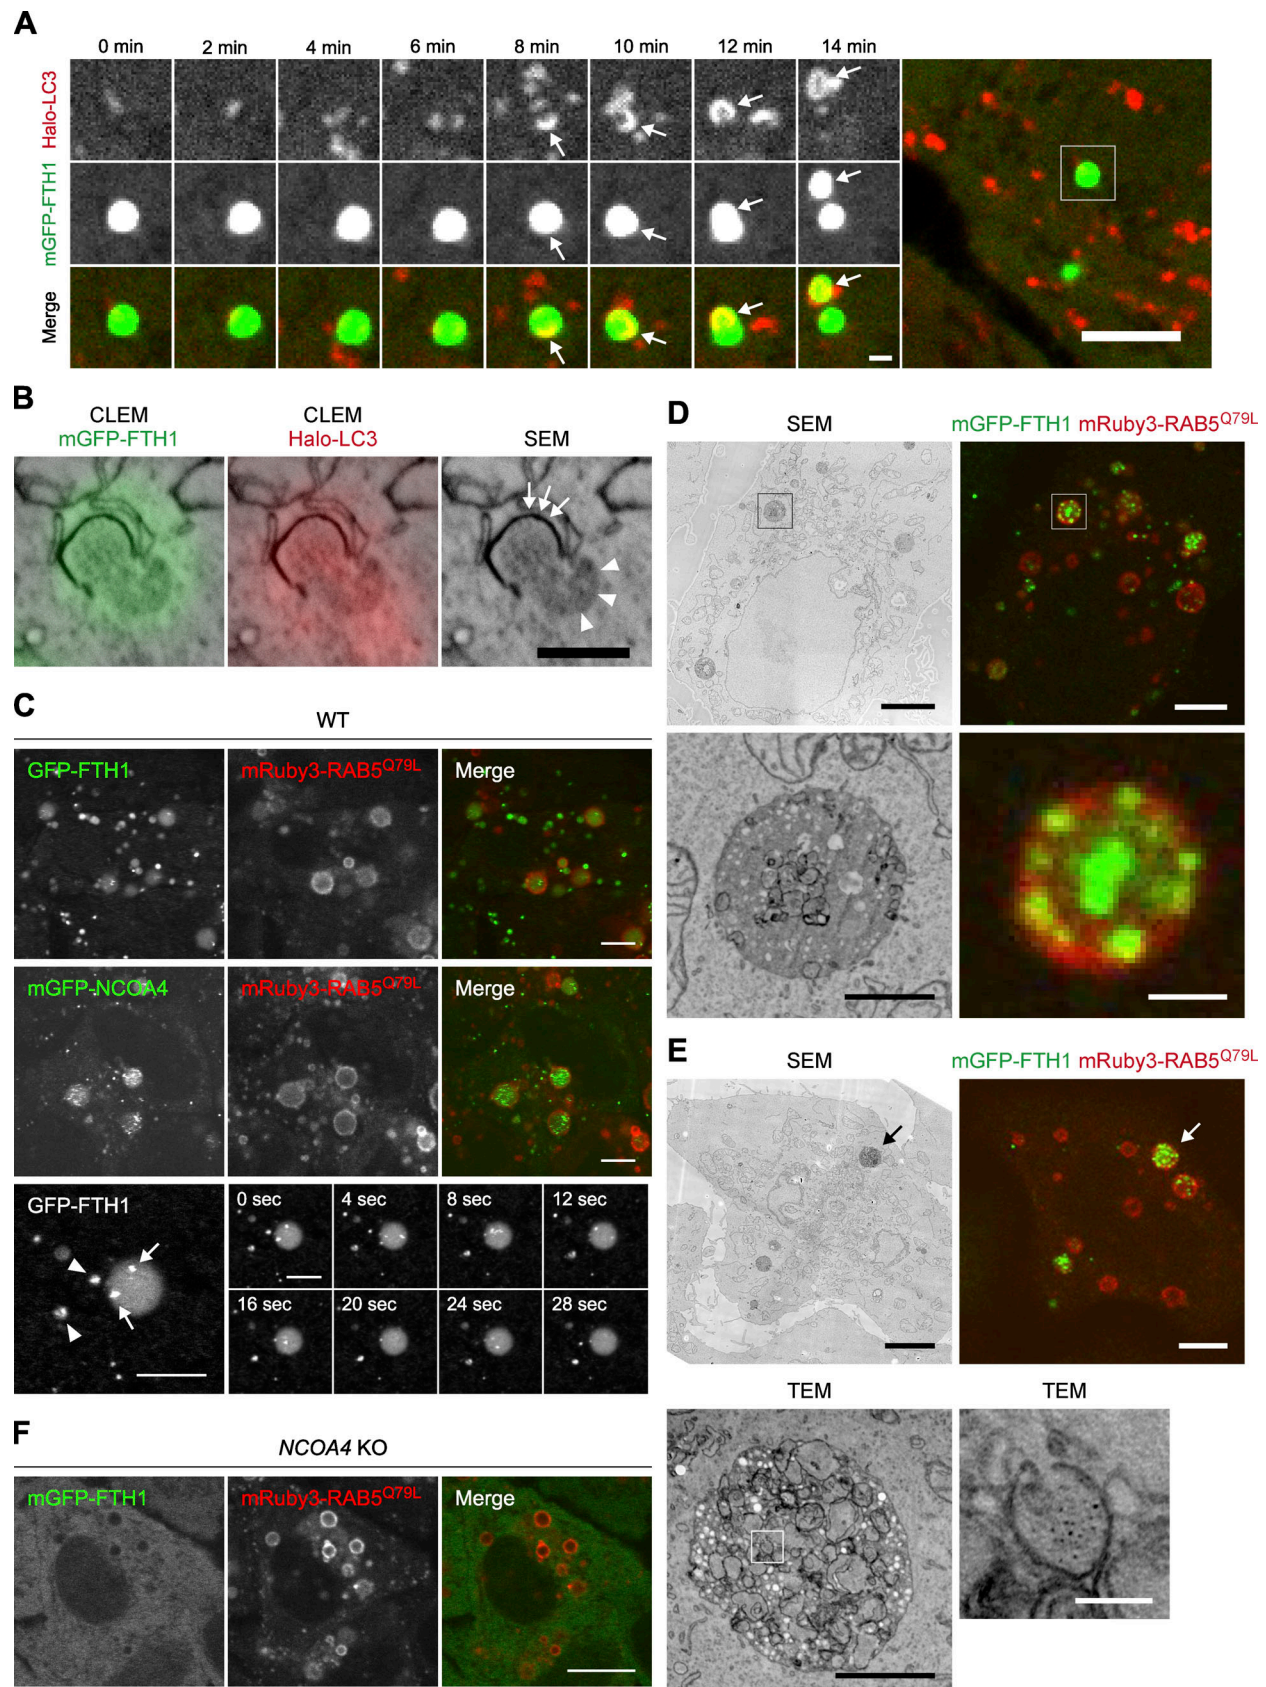 A
0 min 2 min 4 min 6 min 8 min 10 min 12 min 14 min
Halo-LC3
mGFP-FTH1
Merge
B
CLEM
mGFP-FTH1
CLEM
Halo-LC3
SEM
C
WT
GFP-FTH1 mRuby3-RAB5Q79L Merge
mGFP-NCOA4 mRuby3-RAB5Q79L Merge
GFP-FTH1
0 sec 4 sec 8 sec 12 sec
16 sec 20 sec 24 sec 28 sec
F
NCOA4 KO
mGFP-FTH1 mRuby3-RAB5Q79L Merge
D
SEM
mGFP-FTH1 mRuby3-RAB5Q79L
E
SEM
mGFP-FTH1 mRuby3-RAB5Q79L
TEM
TEM